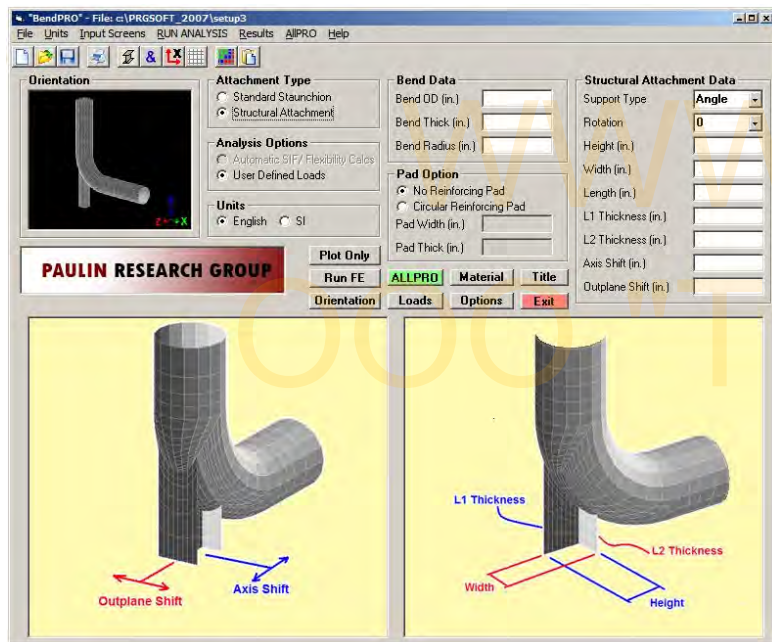 "BendPRO" - File: c:\PRGSOFT_2007\setup3
File Units Input Screens RUN ANALYSIS Results AllPRO Help
Orientation
Attachment Type
Standard Staunchion
Structural Attachment
Analysis Options
Automatic SIF/ Flexibility Calcs
User Defined Loads
Units
English SI
Bend Data
Bend OD (in.)
Bend Thick (in.)
Bend Radius (in.)
Pad Option
No Reinforcing Pad
Circular Reinforcing Pad
Pad Width (in.)
Pad Thick (in.)
Structural Attachment Data
Support Type Angle
Rotation 0
Height (in.)
Width (in.)
Length (in.)
L1 Thickness (in.)
L2 Thickness (in.)
Axis Shift (in.)
Outplane Shift (in.)
PAULIN RESEARCH GROUP
Plot Only
Run FE ALLPRO Material Title
Orientation Loads Options Exit
Outplane Shift
Axis Shift
L1 Thickness
L2 Thickness
Width
Height